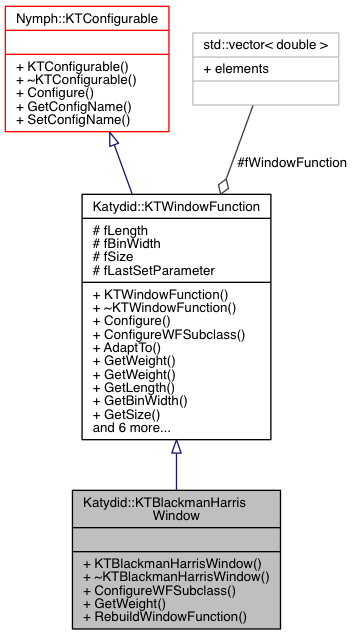 Nymph::KTConfigurable
+ KTConfigurable()
+ ~KTConfigurable()
+ Configure()
+ GetConfigName()
+ SetConfigName()
std::vector< double >
+ elements
#fWindowFunction
Katydid::KTWindowFunction
# fLength
# fBinWidth
# fSize
# fLastSetParameter
+ KTWindowFunction()
+ ~KTWindowFunction()
+ Configure()
+ ConfigureWFSubclass()
+ AdaptTo()
+ GetWeight()
+ GetWeight()
+ GetLength()
+ GetBinWidth()
+ GetSize()
and 6 more...
Katydid::KTBlackmanHarris
Window
+ KTBlackmanHarrisWindow()
+ ~KTBlackmanHarrisWindow()
+ ConfigureWFSubclass()
+ GetWeight()
+ RebuildWindowFunction()